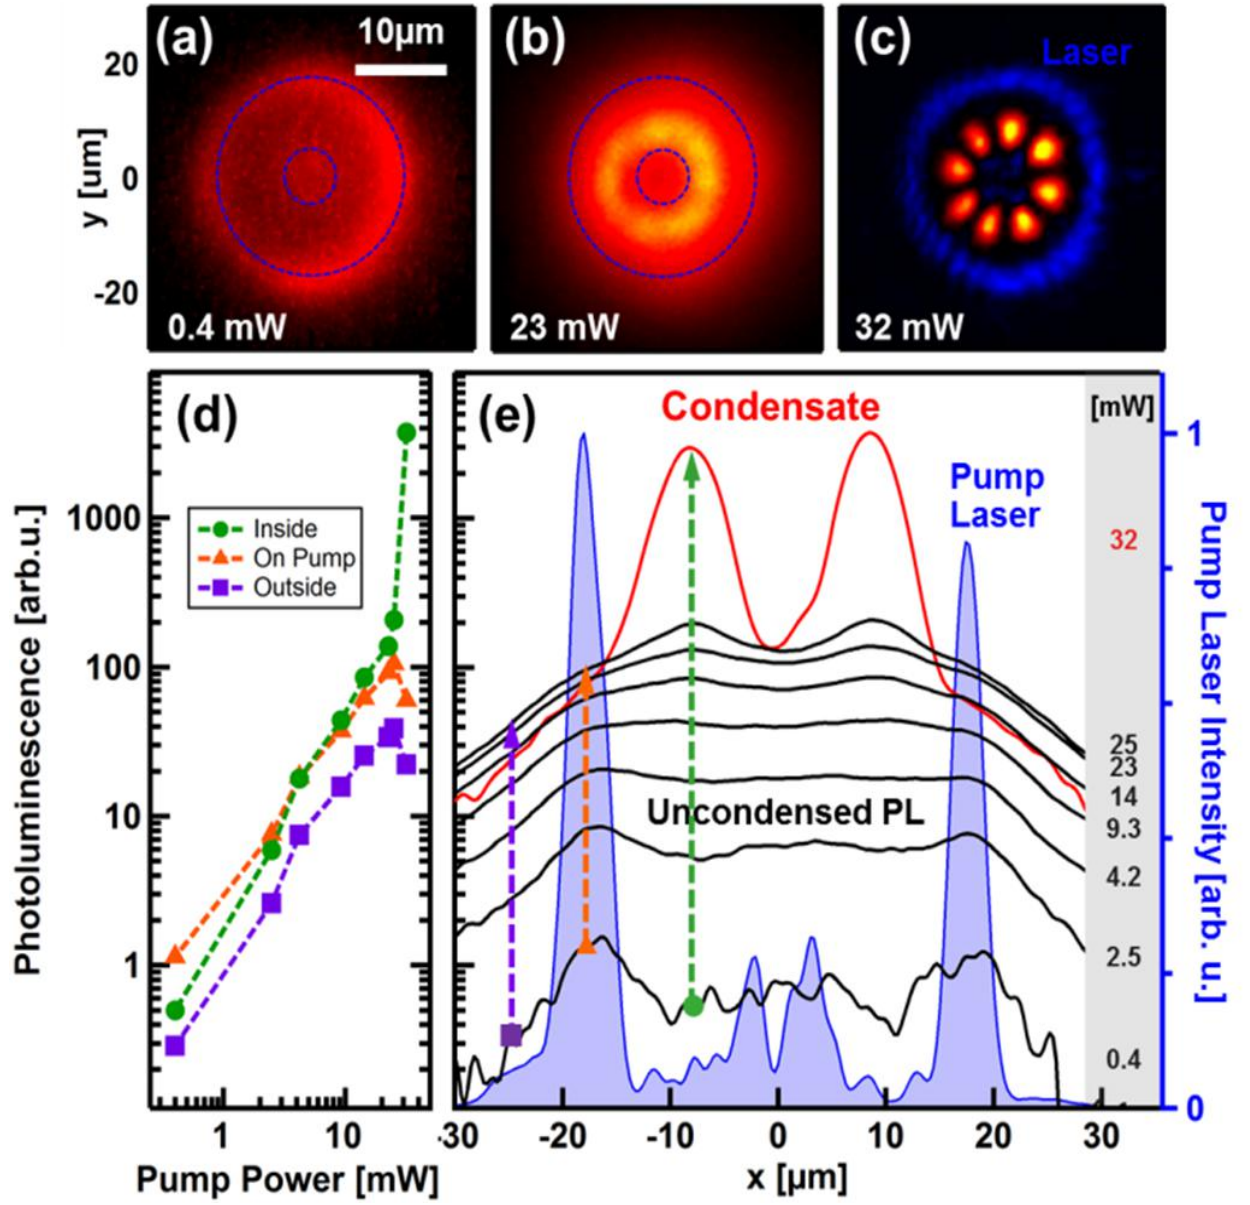 (a)
10µm
0.4 mW
(b)
23 mW
(c)
Laser
32 mW
20
0
-20
y [um]
(d)
Inside
On Pump
Outside
1000
100
10
1
Photoluminescence [arb.u.]
1
10
Pump Power [mW]
(e)
Condensate
Pump
Laser
Uncondensed PL
[mW]
32
25
23
14
9.3
4.2
2.5
0.4
-30
-20
-10
0
10
20
30
x [µm]
1
0
Pump Laser Intensity [arb. u.]